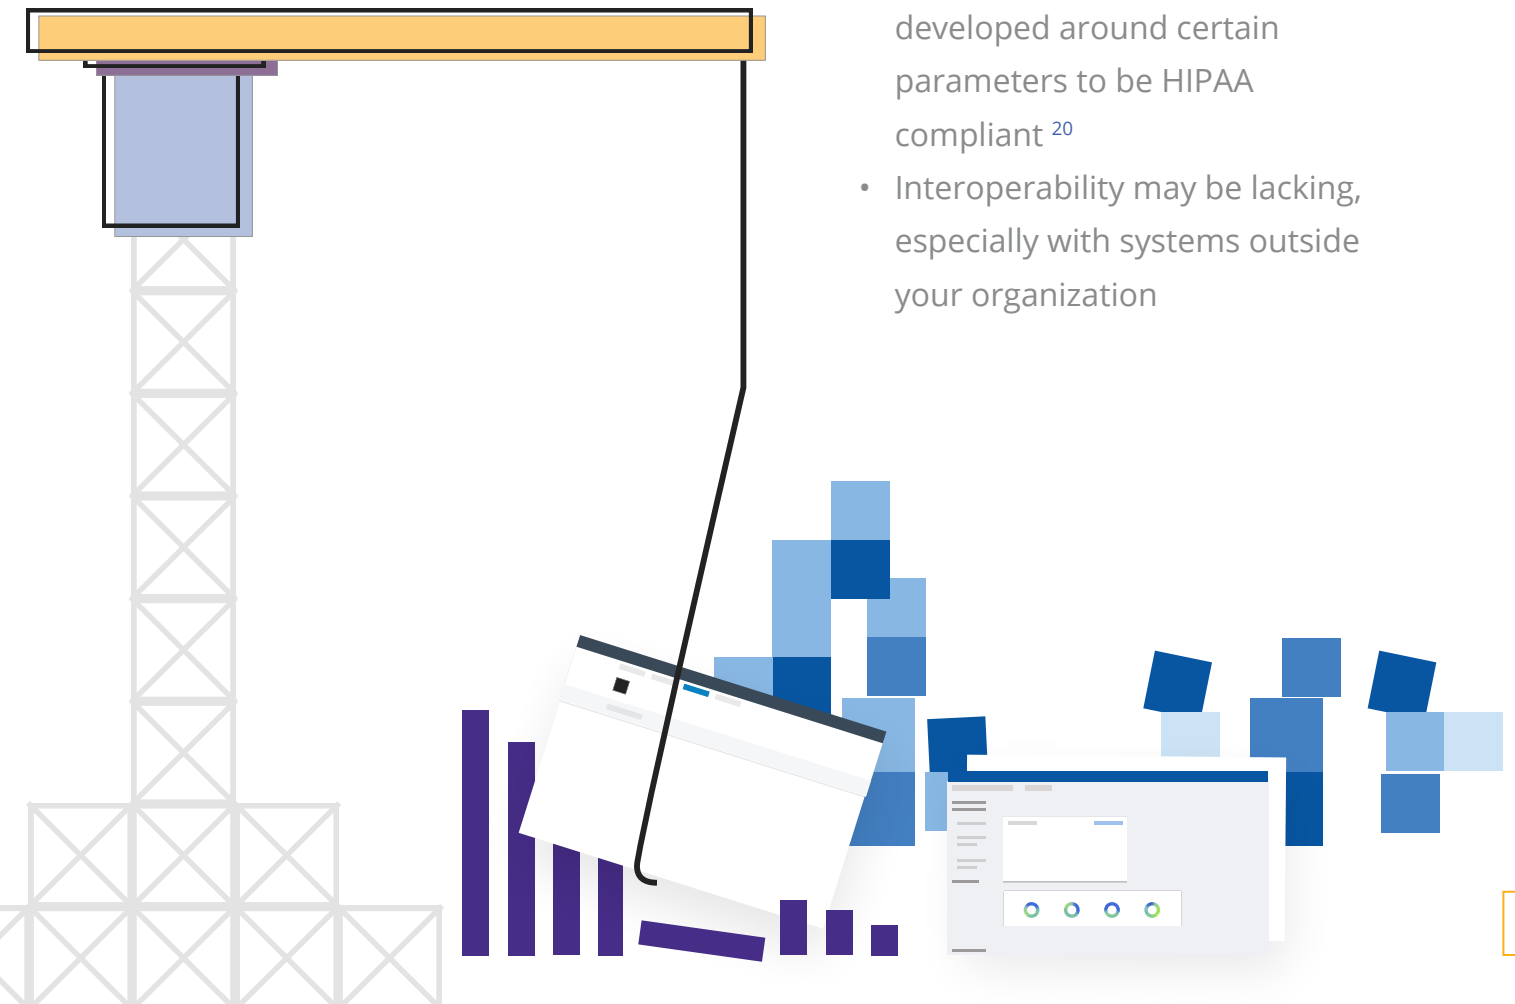 developed around certain
parameters to be HIPAA
compliant 20
• Interoperability may be lacking,
especially with systems outside
your organization